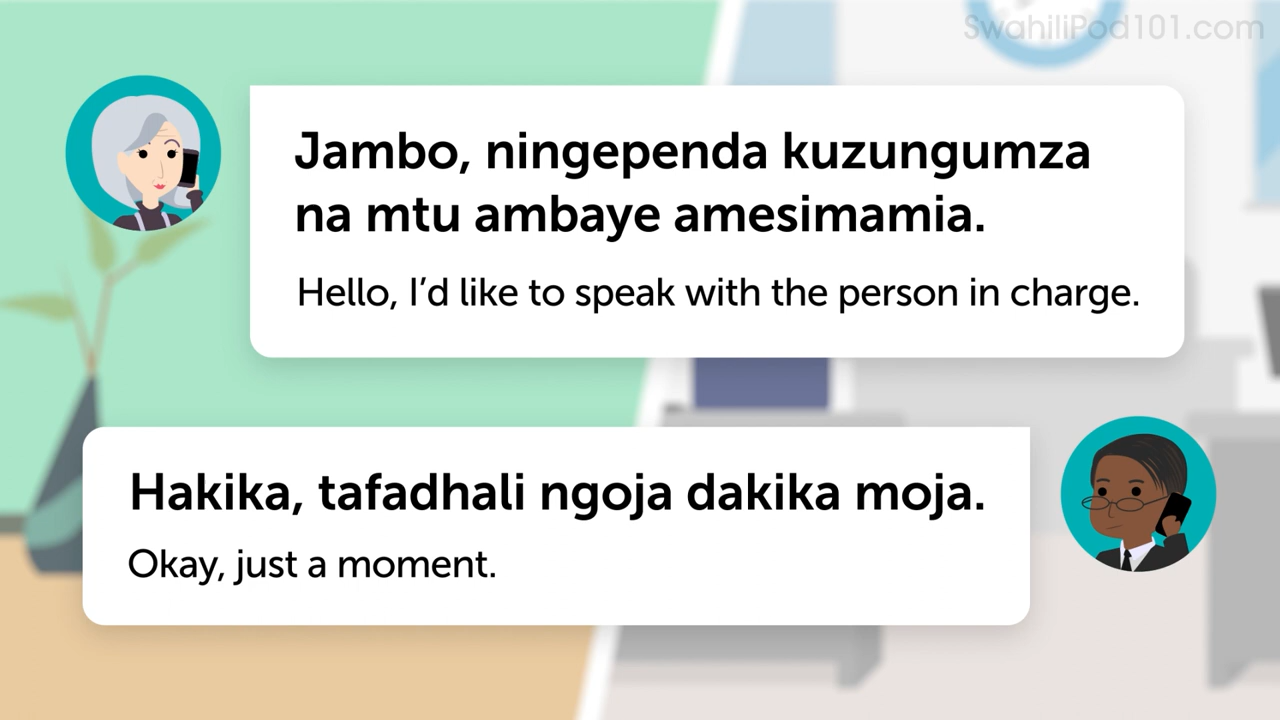 SwahiliPod101.com
Jambo, ningependa kuzungumza
na mtu ambaye amesimamia.
Hello, I'd like to speak with the person in charge.
Hakika, tafadhali ngoja dakika moja.
Okay, just a moment.